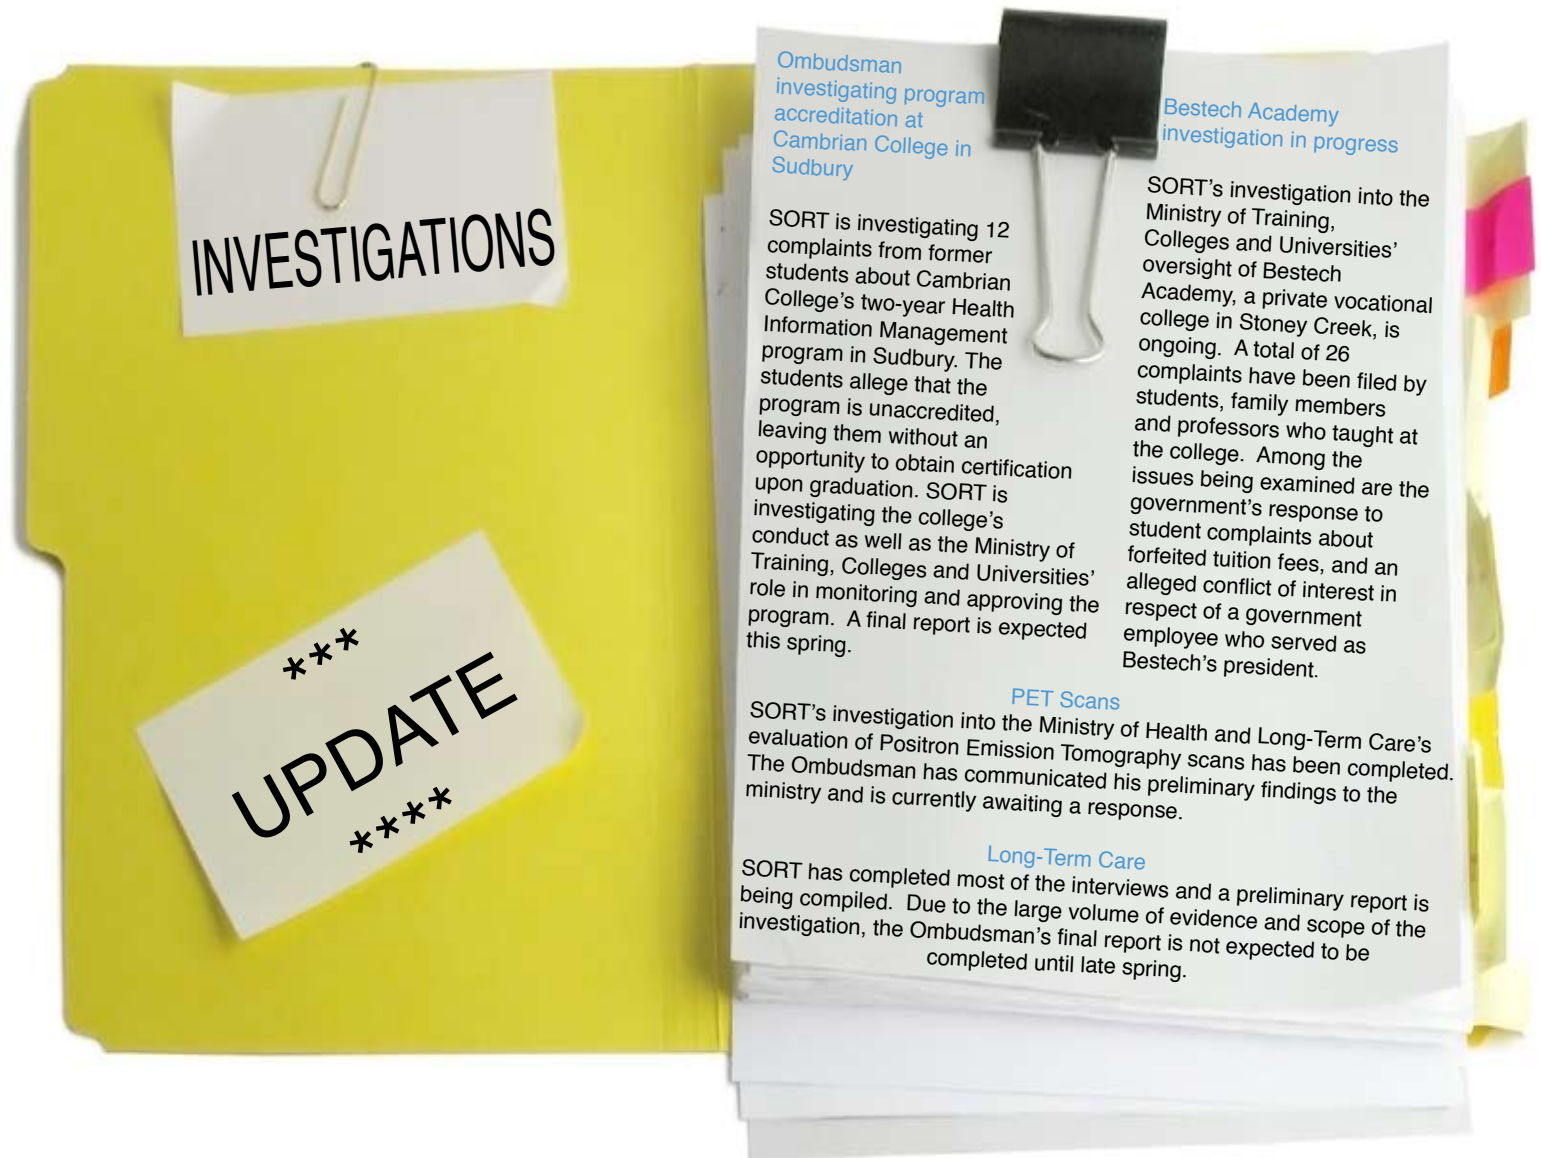 INVESTIGATIONS
***
UPDATE
****
Ombudsman
investigating program
accreditation at
Cambrian College in
Sudbury
SORT is investigating 12
complaints from former
students about Cambrian
College’s two-year Health
Information Management
program in Sudbury. The
students allege that the
program is unaccredited,
leaving them without an
opportunity to obtain certification
upon graduation. SORT is
investigating the college’s
conduct as well as the Ministry of
Training, Colleges and Universities’
role in monitoring and approving the
program.  A final report is expected
this spring.
Bestech Academy
investigation in progress
SORT’s investigation into the
Ministry of Training,
Colleges and Universities’
oversight of Bestech
Academy, a private vocational
college in Stoney Creek, is
ongoing.  A total of 26
complaints have been filed by
students, family members
and professors who taught at
the college.  Among the
issues being examined are the
government’s response to
student complaints about
forfeited tuition fees, and an
alleged conflict of interest in
respect of a government
employee who served as
Bestech’s president.
PET Scans
SORT’s investigation into the Ministry of Health and Long-Term Care’s
evaluation of Positron Emission Tomography scans has been completed.
The Ombudsman has communicated his preliminary findings to the
ministry and is currently awaiting a response.
Long-Term Care
SORT has completed most of the interviews and a preliminary report is
being compiled.  Due to the large volume of evidence and scope of the
investigation, the Ombudsman’s final report is not expected to be
completed until late spring.